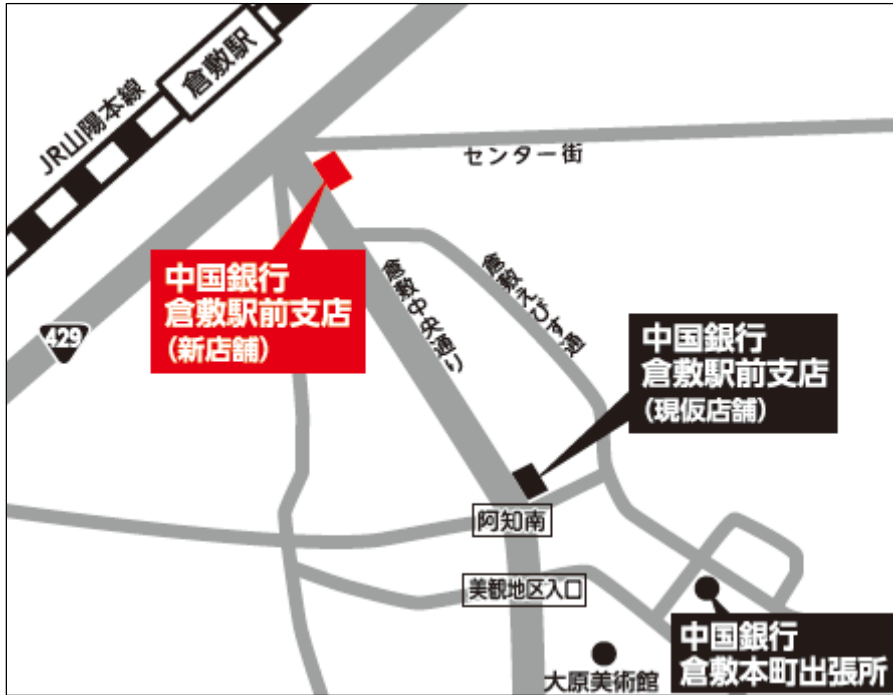 倉敷駅
JR山陽本線
センター街
中国銀行
倉敷駅前支店
(新店舗)
429
倉敷中央通り
倉敷えびす通
中国銀行
倉敷駅前支店
(現仮店舗)
阿知南
美観地区入口
中国銀行
倉敷本町出張所
大原美術館